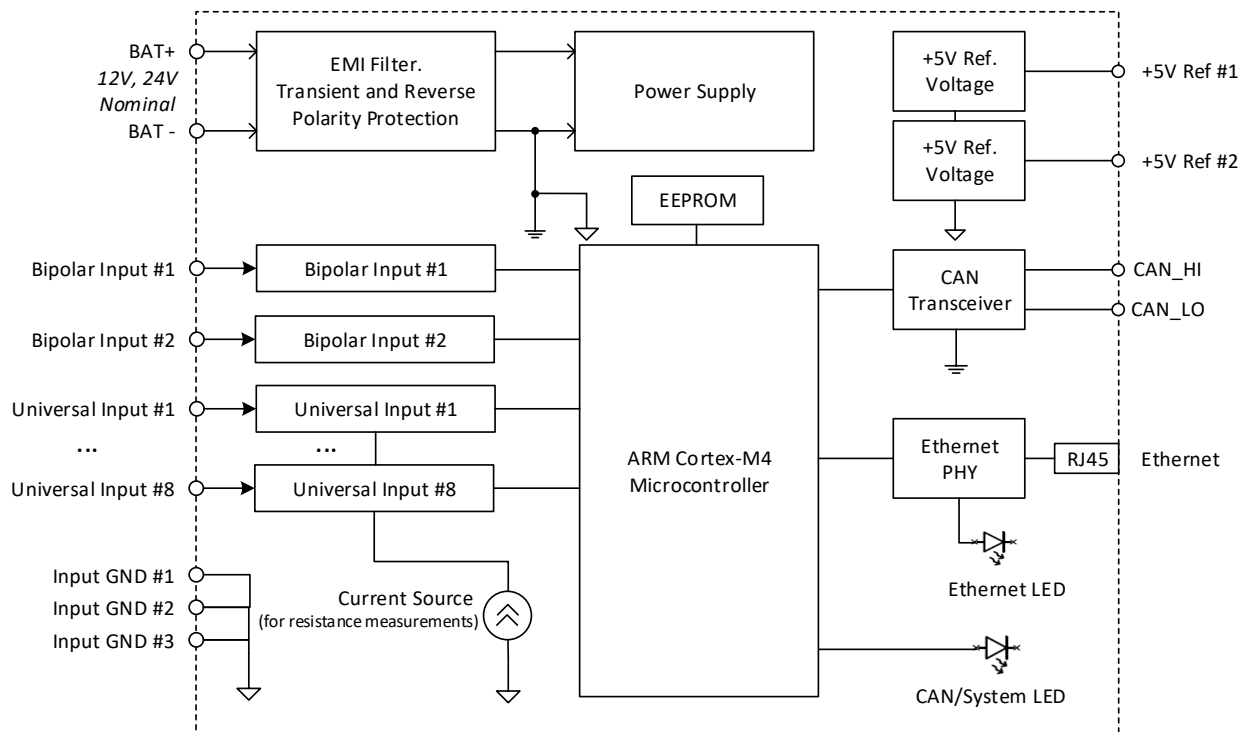 BAT+
12V, 24V
Nominal
BAT -
EMI Filter.
Transient and Reverse
Polarity Protection
Power Supply
+5V Ref.
Voltage
+5V Ref #1
+5V Ref.
Voltage
+5V Ref #2
EEPROM
Bipolar Input #1
Bipolar Input #1
CAN
Transceiver
CAN_HI
CAN_LO
Bipolar Input #2
Bipolar Input #2
Universal Input #1
Universal Input #1
...
...
Universal Input #8
Universal Input #8
ARM Cortex-M4
Microcontroller
Ethernet
PHY
RJ45
Ethernet
Ethernet LED
Input GND #1
Input GND #2
Input GND #3
Current Source
(for resistance measurements)
CAN/System LED